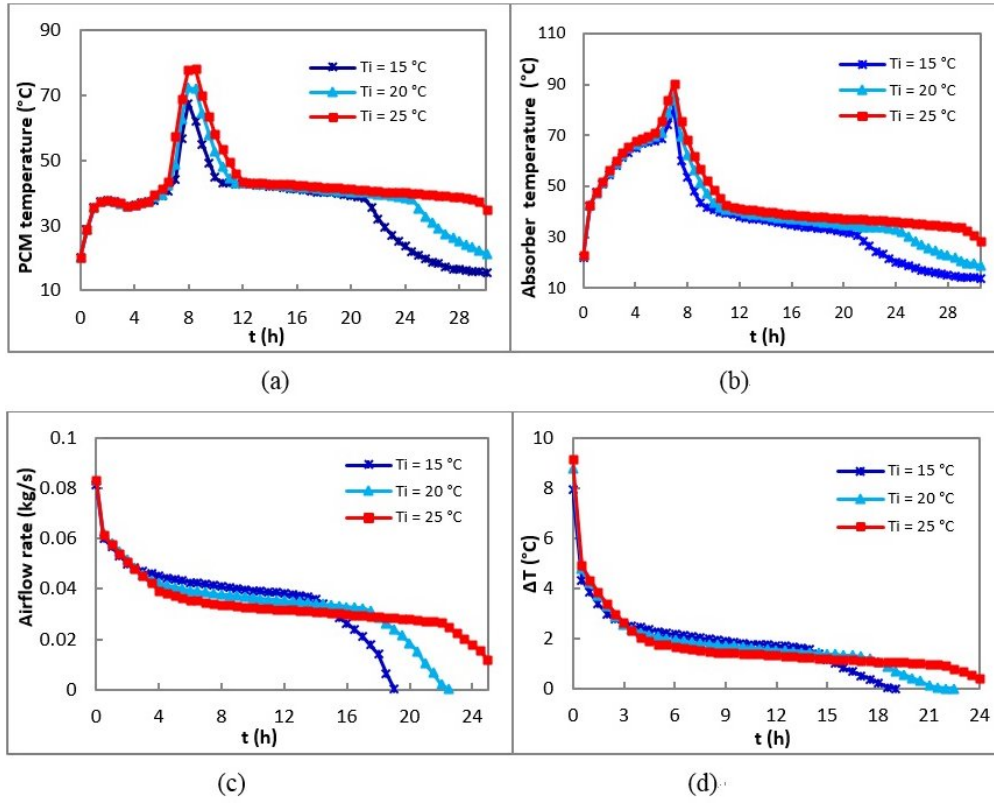 90
70
50
30
10
PCM temperature (°C)
Ti = 15 °C
Ti = 20 °C
Ti = 25 °C
0 4 8 12 16 20 24 28
t (h)
(a)
110
90
70
50
30
10
Absorber temperature (°C)
Ti = 15 °C
Ti = 20 °C
Ti = 25 °C
0 4 8 12 16 20 24 28
t (h)
(b)
0.1
0.08
0.06
0.04
0.02
0
Airflow rate (kg/s)
Ti = 15 °C
Ti = 20 °C
Ti = 25 °C
0 4 8 12 16 20 24
t (h)
(c)
10
8
6
4
2
0
ΔT (°C)
Ti = 15 °C
Ti = 20 °C
Ti = 25 °C
0 3 6 9 12 15 18 21 24
t (h)
(d)